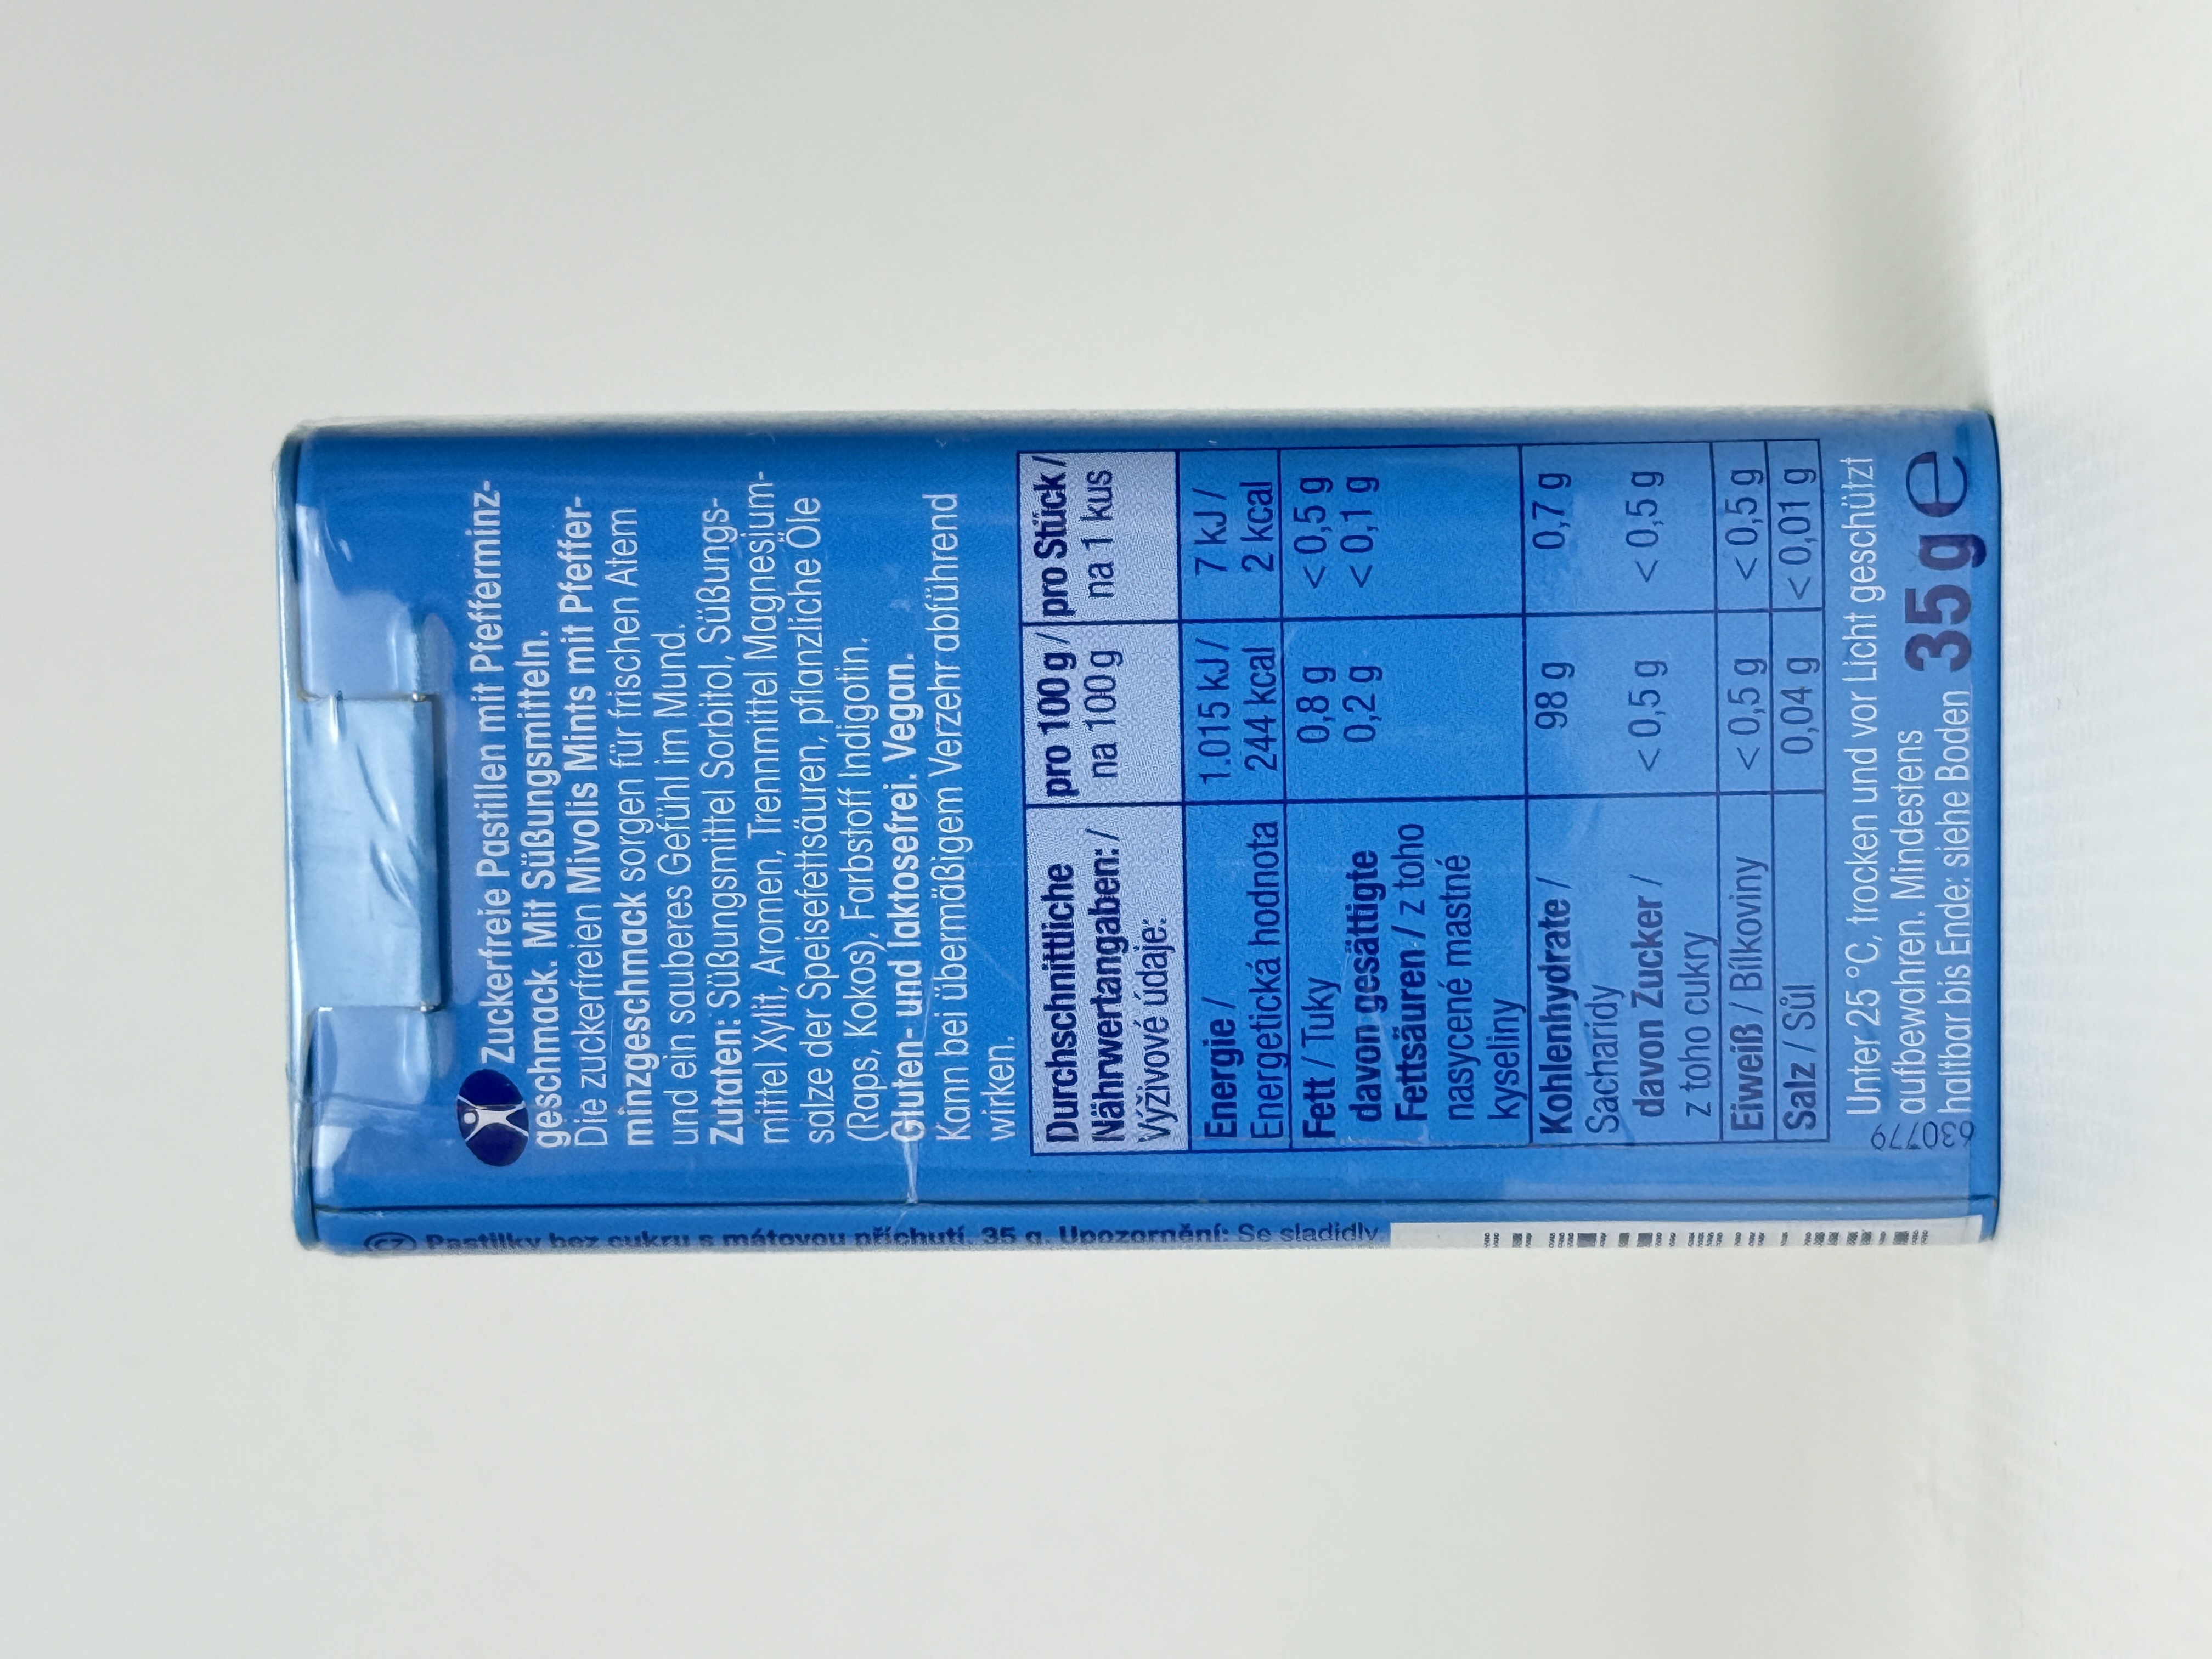 Zuckerfreie Pastillen mit Pfefferminz-
geschmack. Mit Süßungsmitteln.
Die zuckerfreien Mivolis Mints mit Pfeffer-
minzgeschmack sorgen für frischen Atem
und ein sauberes Gefühl im Mund.
Zutaten: Süßungsmittel Sorbitol, Süßungs-
mittel Xylit, Aromen, Trennmittel Magnesium-
salze der Speisefettsäuren, pflanzliche Öle
(Raps, Kokos), Farbstoff Indigotin.
Gluten- und laktosefrei. Vegan.
Kann bei übermäßigem Verzehr abführend
wirken.
Durchschnittliche pro 100 g / pro Stück /
Nährwertangaben: / na 100 g na 1 kus
Výživové údaje:
Energie / 1.015 kJ / 7 kJ /
Energetická hodnota 244 kcal 2 kcal
Fett / Tuky 0,8 g < 0,5 g
davon gesättigte 0,2 g < 0,1 g
Fettsäuren / z toho
nasycené mastné
kyseliny
Kohlenhydrate / 98 g 0,7 g
Sacharidy
davon Zucker / < 0,5 g < 0,5 g
z toho cukry
Eiweiß / Bílkoviny < 0,5 g < 0,5 g
Salz / Sůl 0,04 g < 0,01 g
Unter 25 °C, trocken und vor Licht geschützt
aufbewahren. Mindestens
haltbar bis Ende: siehe Boden 35 g e
630779
CZ Pastilky bez cukru s mátovou příchutí. 35 g. Upozornění: Se sladidly.